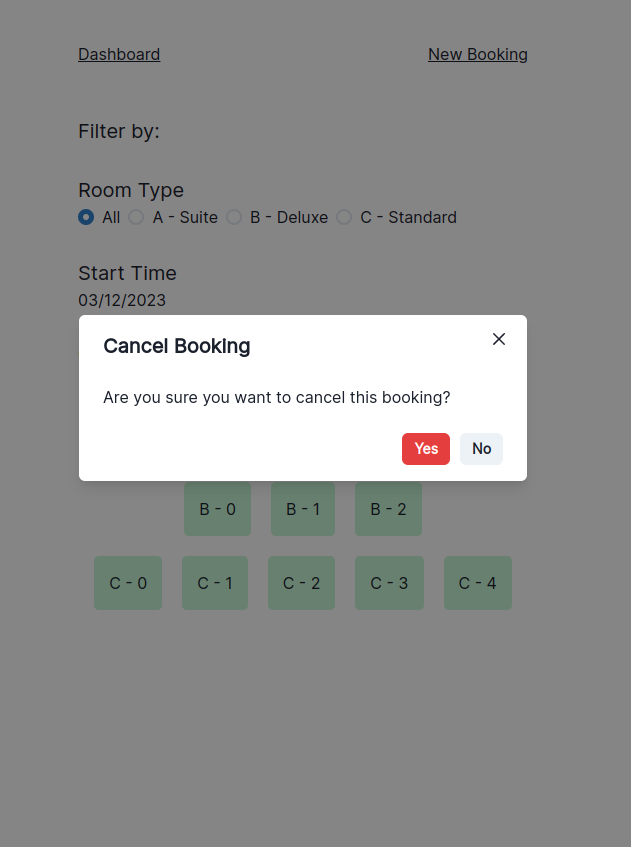 Dashboard New Booking
Filter by:
Room Type
All A - Suite B - Deluxe C - Standard
Start Time
03/12/2023
Cancel Booking
Are you sure you want to cancel this booking?
Yes No
B - 0 B - 1 B - 2
C - 0 C - 1 C - 2 C - 3 C - 4